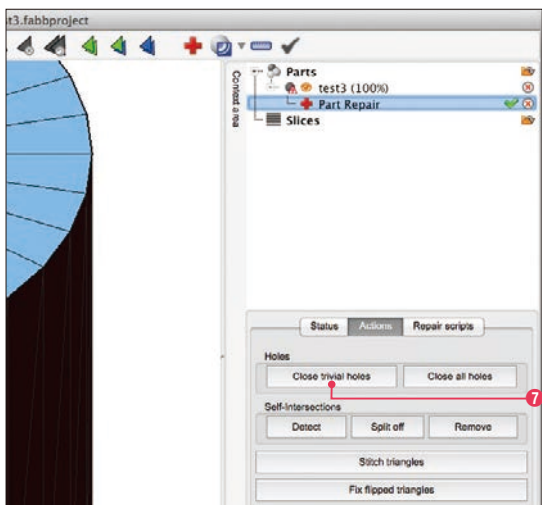 st3.fabbproject
Context area
Parts
test3 (100%)
Part Repair
Slices
Status Actions Repair scripts
Holes
Close trivial holes Close all holes
7
Self-Intersections
Detect Split off Remove
Stitch triangles
Fix flipped triangles